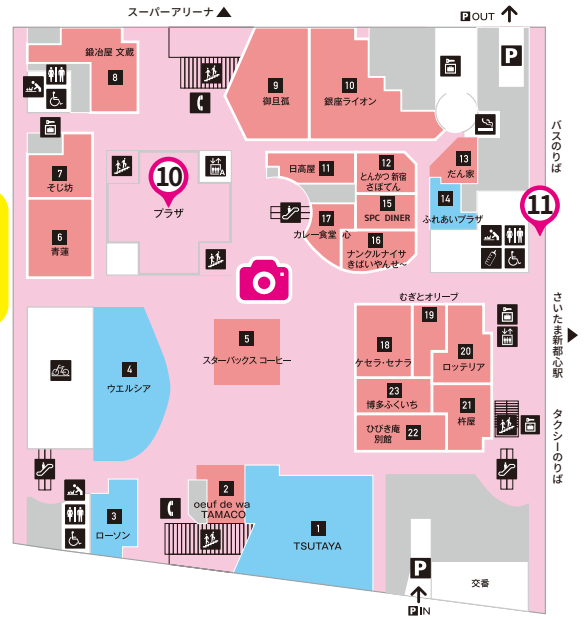 スーパーアリーナ
P OUT
鍛冶屋 文蔵
8
9
御旦孤
10
銀座ライオン
P
バスのりば
7
そじ坊
A
10
プラザ
日高屋 11
12
とんかつ 新宿
さぼてん
13
だん家
14
ふれあいプラザ
11
15
SPC DINER
17
カレー食堂 心
16
ナンクルナイサ
きばいやんせ～
6
青蓮
むぎとオリーブ
19
さいたま新都心駅
5
スターバックス コーヒー
4
ウエルシア
18
ケセラ・セナラ
20
ロッテリア
23
博多ふくいち
21
杵屋
ひびき庵
別館
22
タクシーのりば
2
oeuf de wa
TAMACO
3
ローソン
1
TSUTAYA
P
交番
P IN